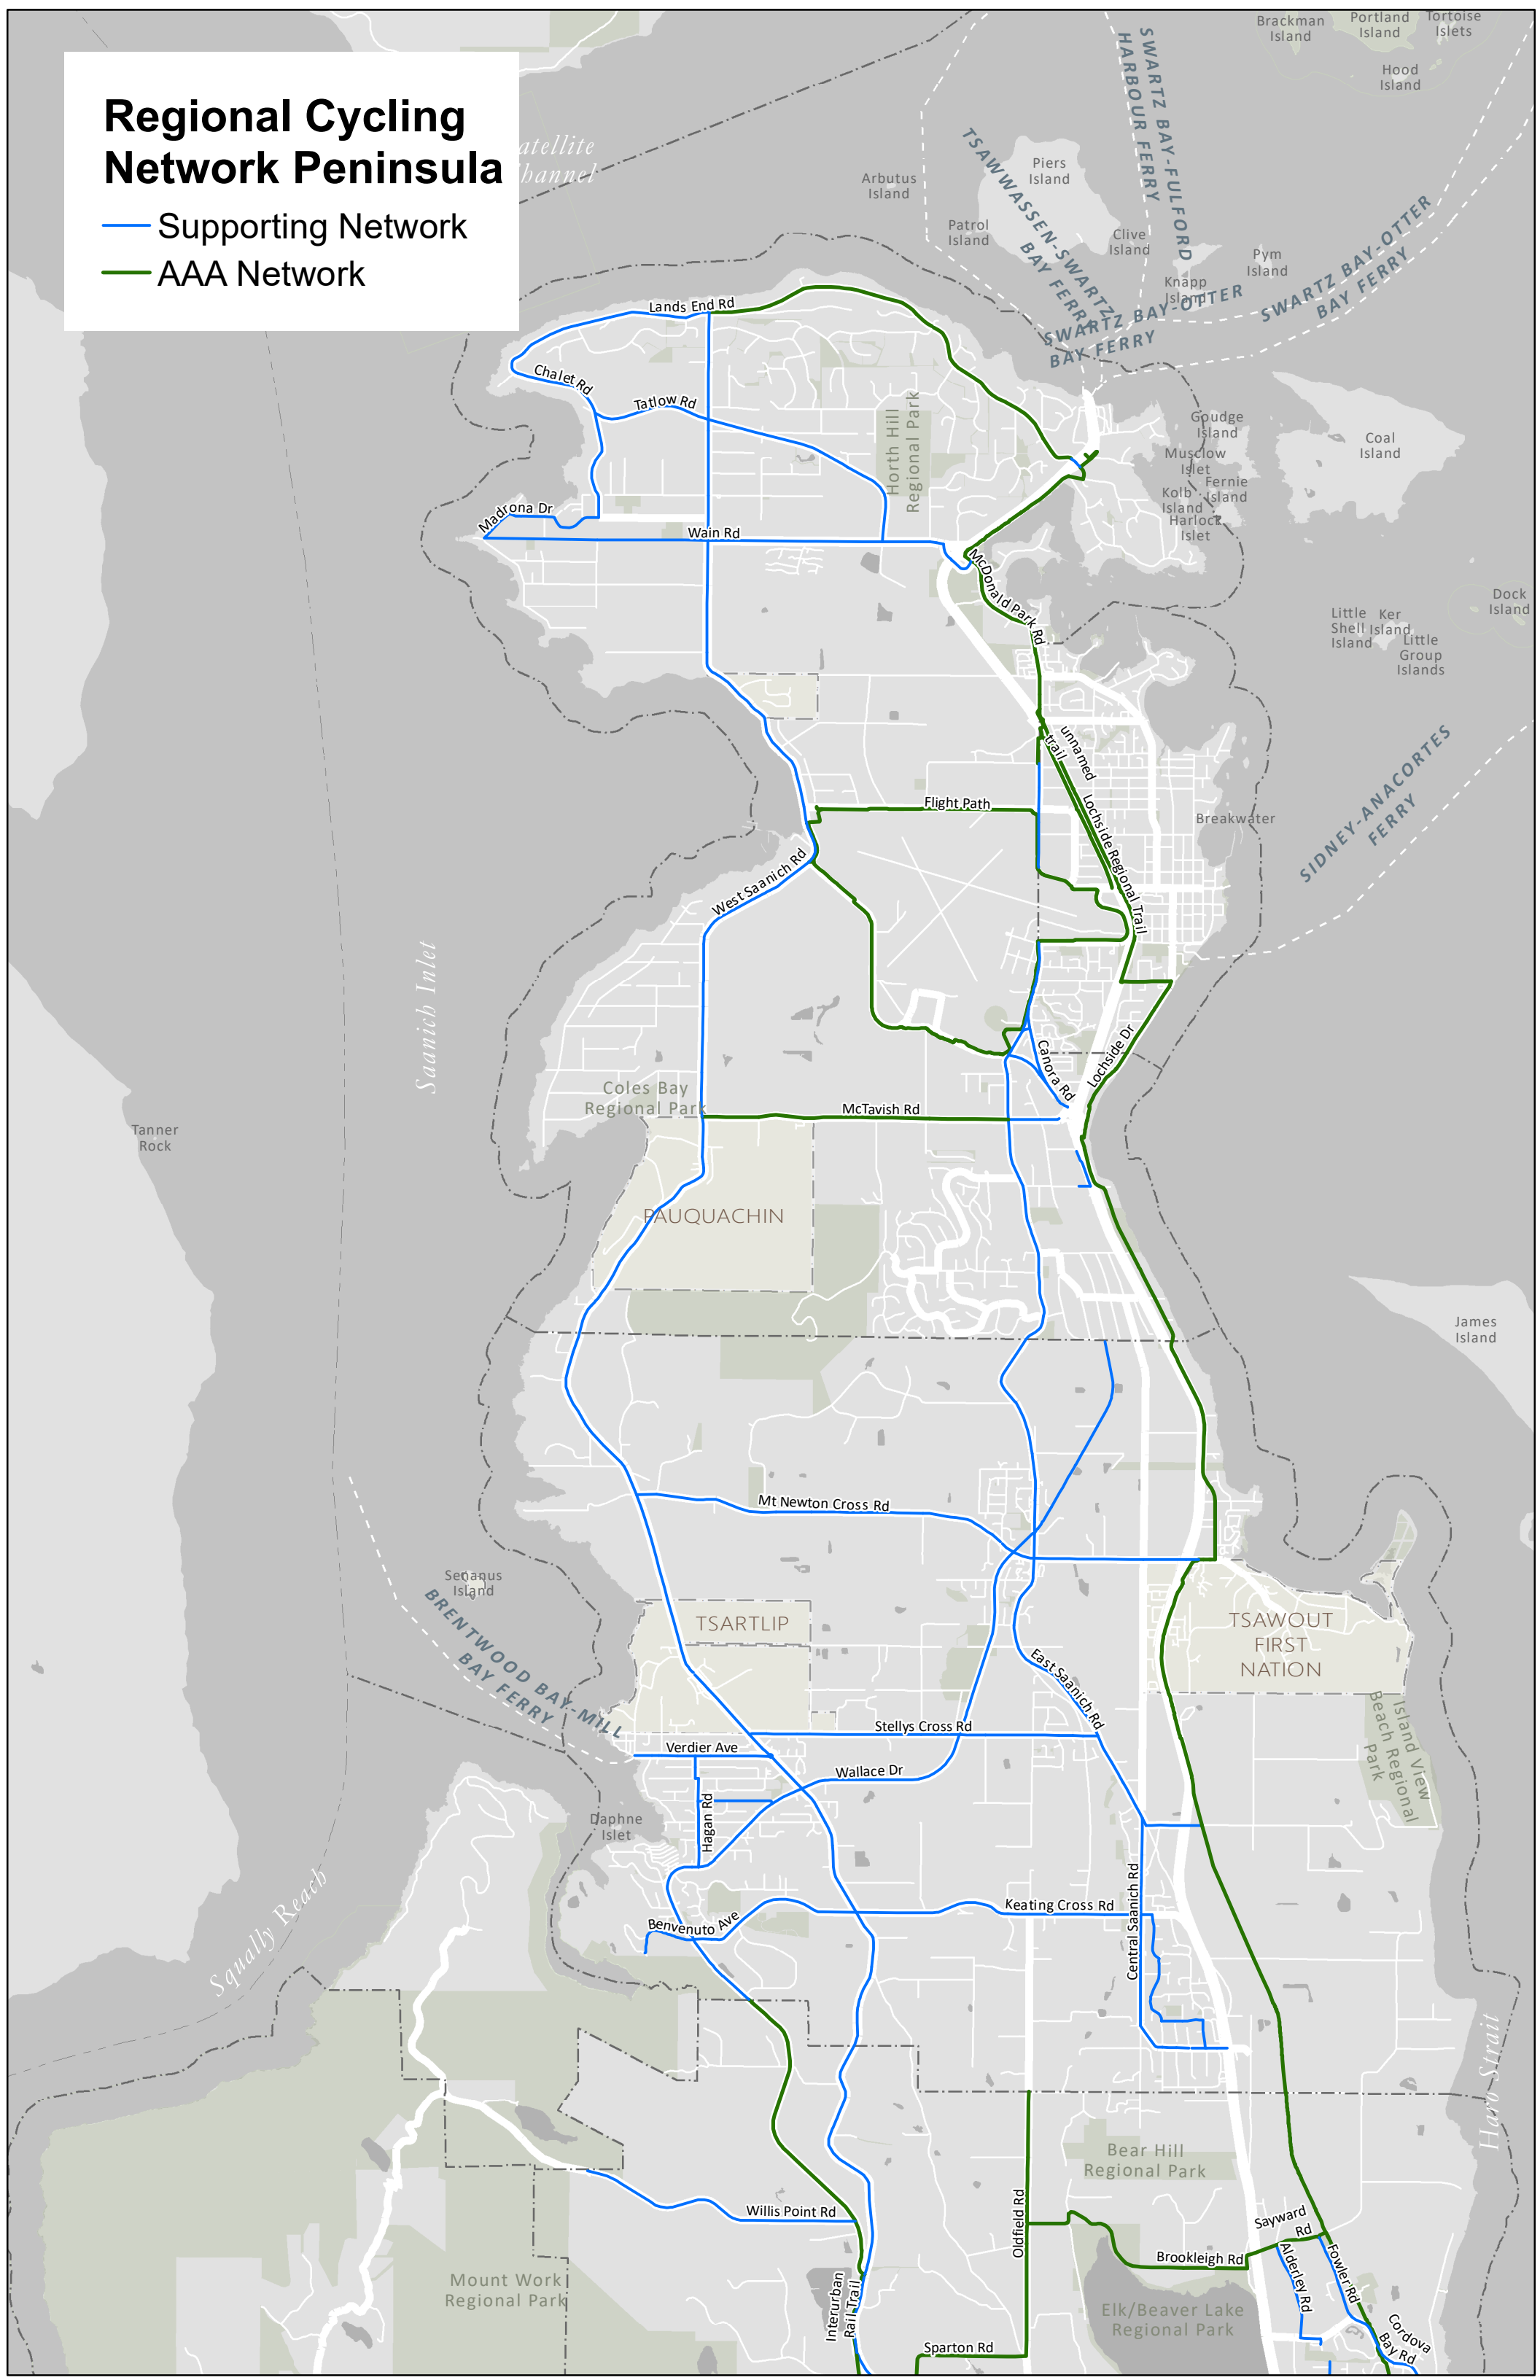 Regional Cycling
Network Peninsula
Supporting Network
AAA Network
Brackman
Island
Portland
Island
Tortoise
Islets
Hood
Island
SWARTZ BAY-FULFORD
HARBOUR FERRY
TSAWWASSEN-SWARTZ
BAY FERRY
Piers
Island
Arbutus
Island
Patrol
Island
Clive
Island
Knapp
Island
Pym
Island
SWARTZ BAY-OTTER
BAY FERRY
SWARTZ BAY-OTTER
BAY FERRY
atellite
hannel
Lands End Rd
Chalet Rd
Tatlow Rd
Horth Hill
Regional Park
Goudge
Island
Coal
Island
Musclow
Islet
Fernie
Island
Kolb
Island
Harlock
Islet
Madrona Dr
Wain Rd
McDonald Park Rd
Dock
Island
Little
Shell
Island
Ker
Island
Little
Group
Islands
unnamed
trail
Lochside Regional Trail
Flight Path
Breakwater
SIDNEY-ANACORTES
FERRY
West Saanich Rd
Saanich Inlet
Canora Rd
Lochside Dr
Coles Bay
Regional Park
McTavish Rd
Tanner
Rock
PAUQUACHIN
James
Island
Mt Newton Cross Rd
Senanus
Island
BRENTWOOD BAY-MILL
BAY FERRY
TSARTLIP
TSAWOUT
FIRST
NATION
East Saanich Rd
Island View
Beach Regional
Park
Stellys Cross Rd
Verdier Ave
Wallace Dr
Hagan Rd
Daphne
Islet
Squally Reach
Keating Cross Rd
Central Saanich Rd
Benvenuto Ave
Haro Strait
Bear Hill
Regional Park
Willis Point Rd
Oldfield Rd
Sayward
Rd
Brookleigh Rd
Alderley Rd
Fowler Rd
Mount Work
Regional Park
Interurban
Rail Trail
Elk/Beaver Lake
Regional Park
Sparton Rd
Cordova
Bay Rd